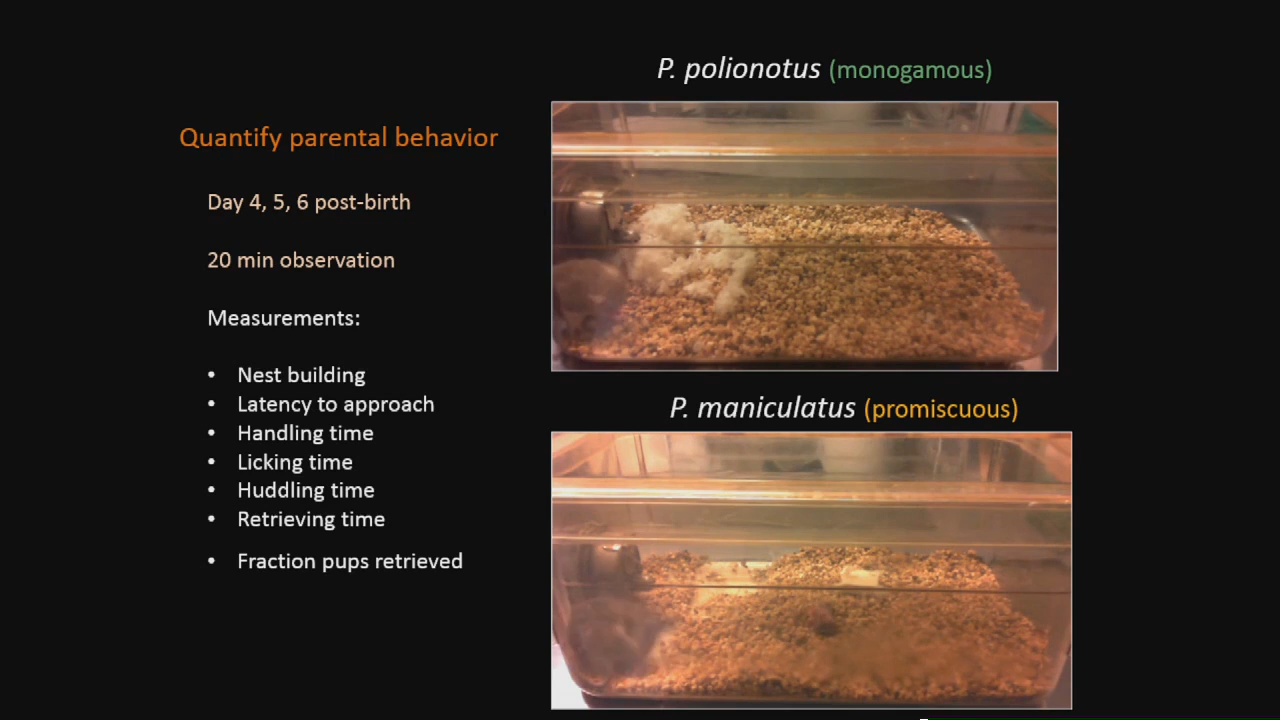 Quantify parental behavior
Day 4, 5, 6 post-birth
20 min observation
Measurements:
• Nest building
• Latency to approach
• Handling time
• Licking time
• Huddling time
• Retrieving time
• Fraction pups retrieved
P. polionotus (monogamous)
P. maniculatus (promiscuous)